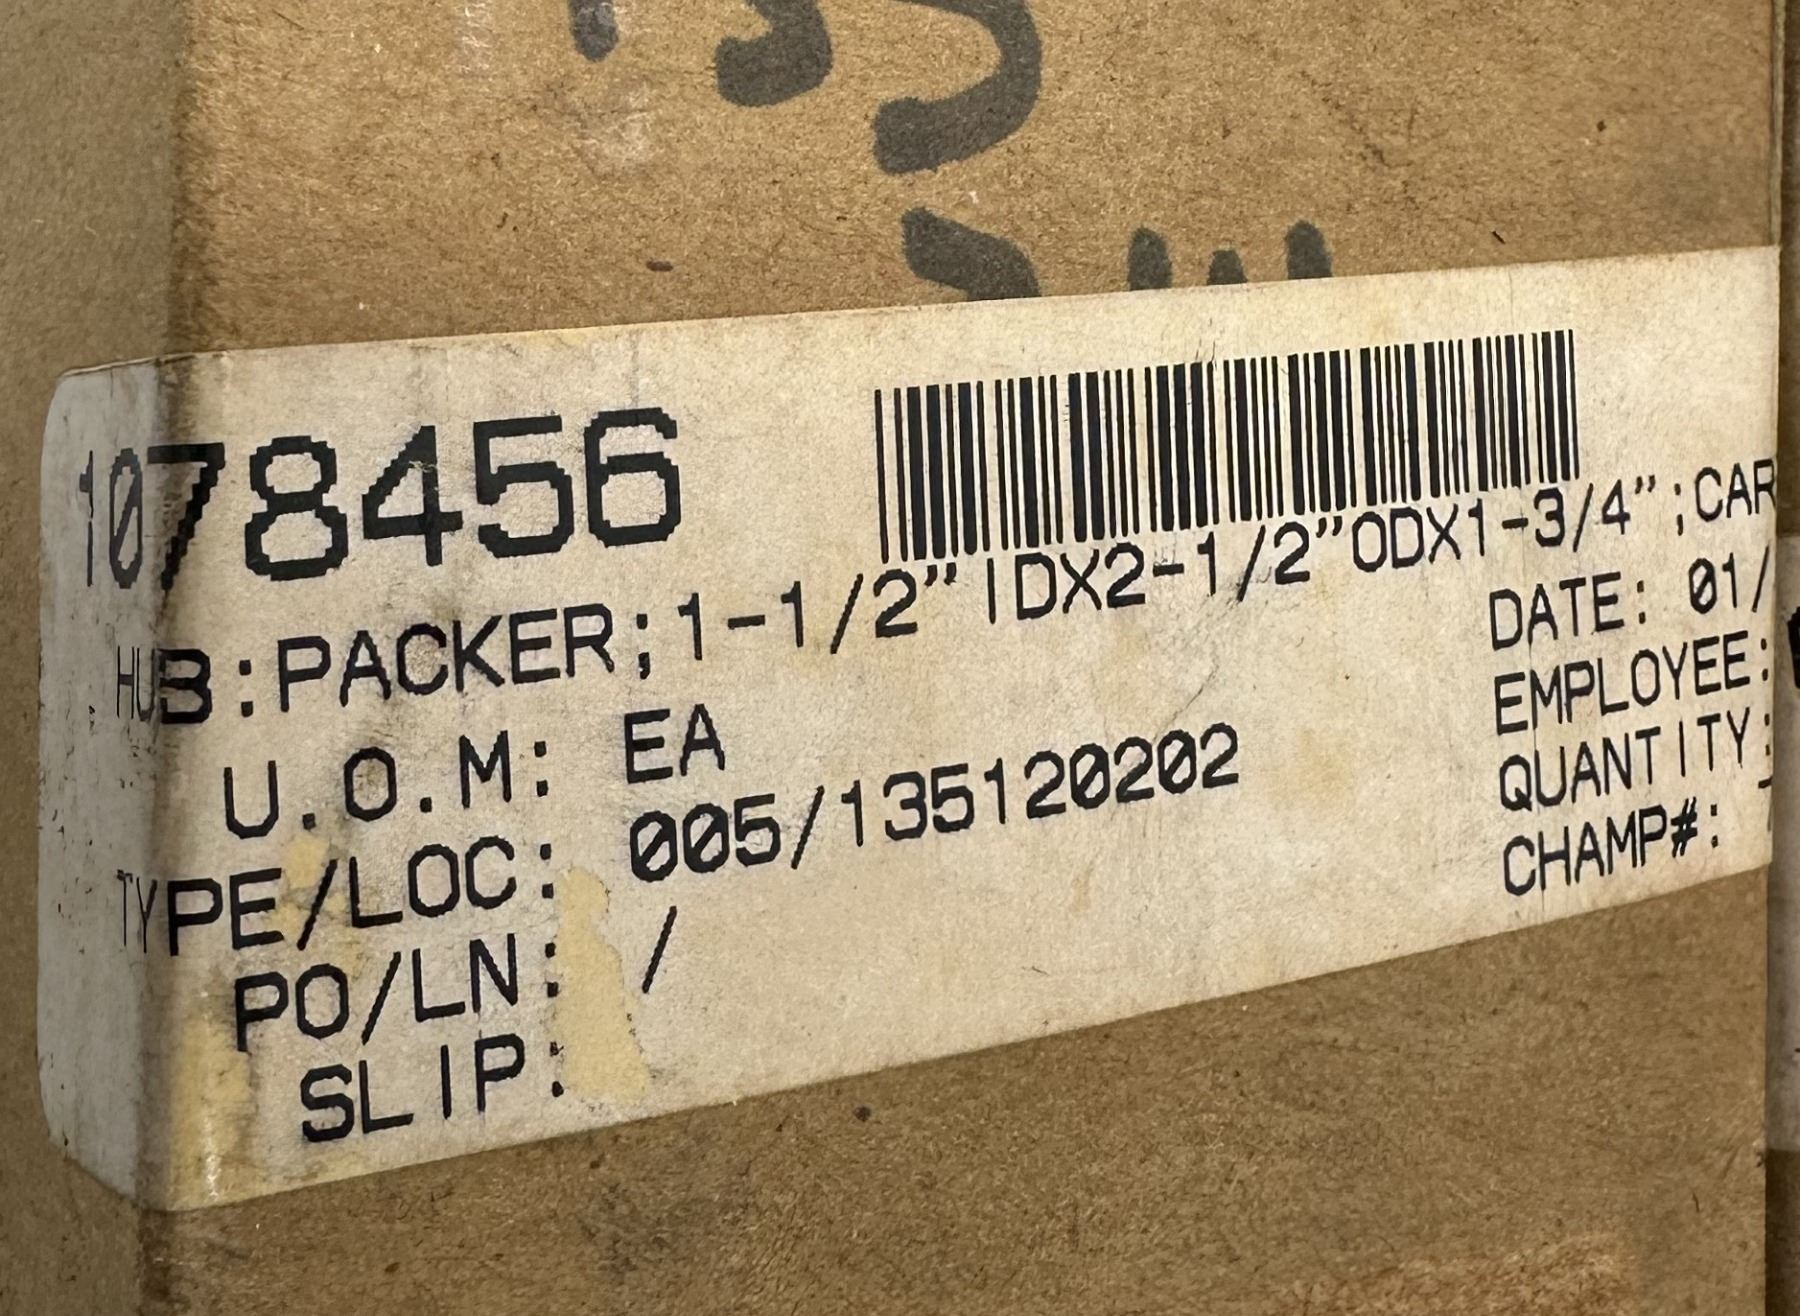 1078456
HUB:PACKER;1-1/2"IDX2-1/2"ODX1-3/4";CAR
U.O.M: EA
DATE: 01/
TYPE/LOC: 005/135120202
EMPLOYEE:
PO/LN: /
QUANTITY:
SLIP:
CHAMP#: